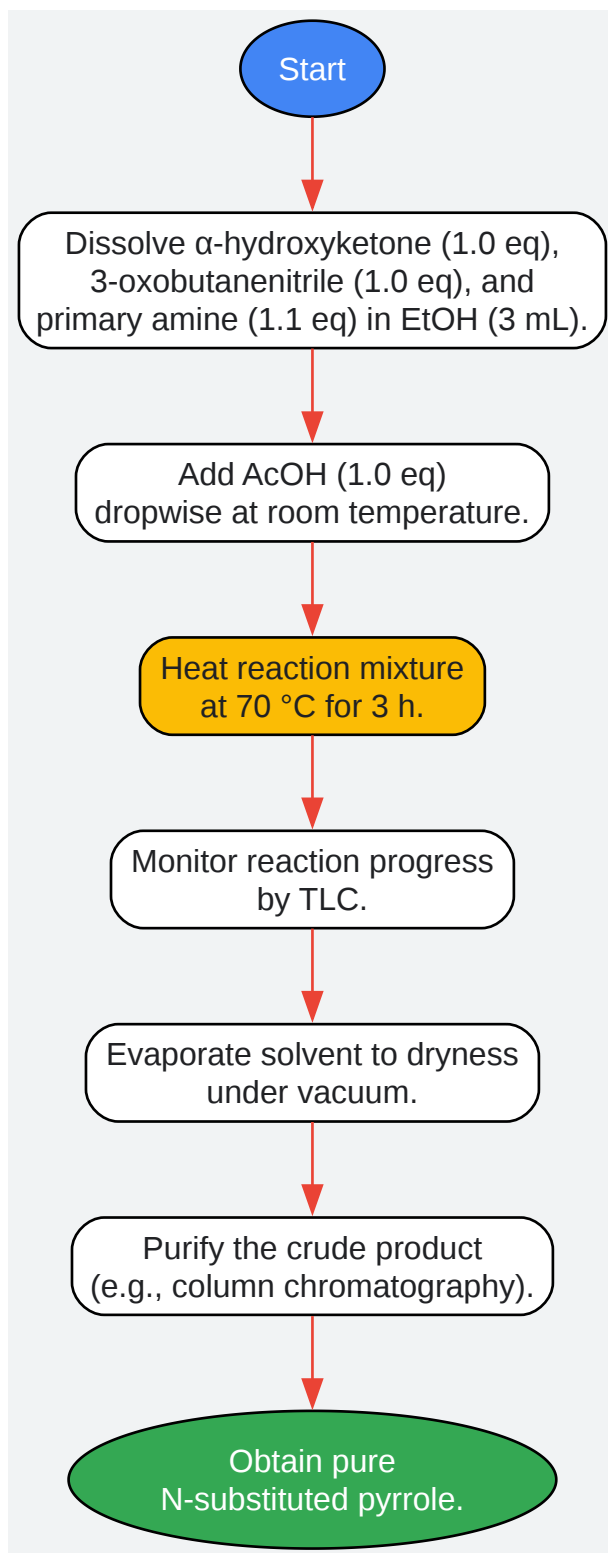 Start
Dissolve α-hydroxyketone (1.0 eq),
3-oxobutanenitrile (1.0 eq), and
primary amine (1.1 eq) in EtOH (3 mL).
Add AcOH (1.0 eq)
dropwise at room temperature.
Heat reaction mixture
at 70 °C for 3 h.
Monitor reaction progress
by TLC.
Evaporate solvent to dryness
under vacuum.
Purify the crude product
(e.g., column chromatography).
Obtain pure
N-substituted pyrrole.